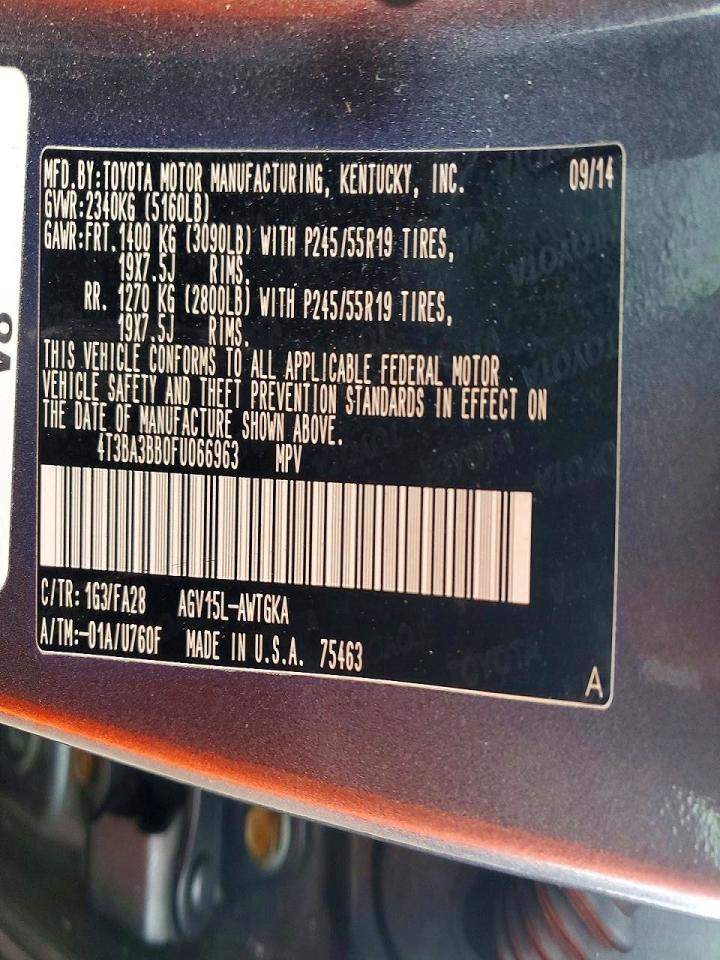 MFD.BY:TOYOTA MOTOR MANUFACTURING, KENTUCKY, INC. 09/14
GVWR:2340KG (5160LB)
GAWR:FRT.1400 KG (3090LB) WITH P245/55R19 TIRES,
19X7.5J RIMS.
RR. 1270 KG (2800LB) WITH P245/55R19 TIRES,
19X7.5J RIMS.
THIS VEHICLE CONFORMS TO ALL APPLICABLE FEDERAL MOTOR
VEHICLE SAFETY AND THEFT PREVENTION STANDARDS IN EFFECT ON
THE DATE OF MANUFACTURE SHOWN ABOVE.
4T3BA3BB0FU066963 MPV
C/TR: 1G3/FA28 AGV15L-AWTGKA
A/TM:-01A/U760F MADE IN U.S.A. 75463
TOYOTA
A